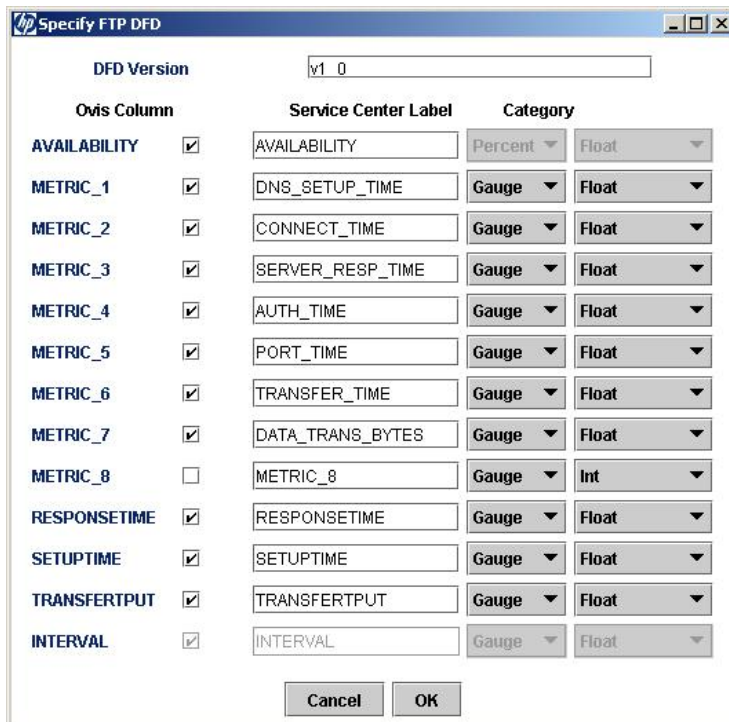 hp Specify FTP DFD
DFD Version v1_0
Ovis Column Service Center Label Category
AVAILABILITY AVAILABILITY Percent Float
METRIC_1 DNS_SETUP_TIME Gauge Float
METRIC_2 CONNECT_TIME Gauge Float
METRIC_3 SERVER_RESP_TIME Gauge Float
METRIC_4 AUTH_TIME Gauge Float
METRIC_5 PORT_TIME Gauge Float
METRIC_6 TRANSFER_TIME Gauge Float
METRIC_7 DATA_TRANS_BYTES Gauge Float
METRIC_8 METRIC_8 Gauge Int
RESPONSETIME RESPONSETIME Gauge Float
SETUPTIME SETUPTIME Gauge Float
TRANSFERTPUT TRANSFERTPUT Gauge Float
INTERVAL INTERVAL Gauge Float
Cancel OK